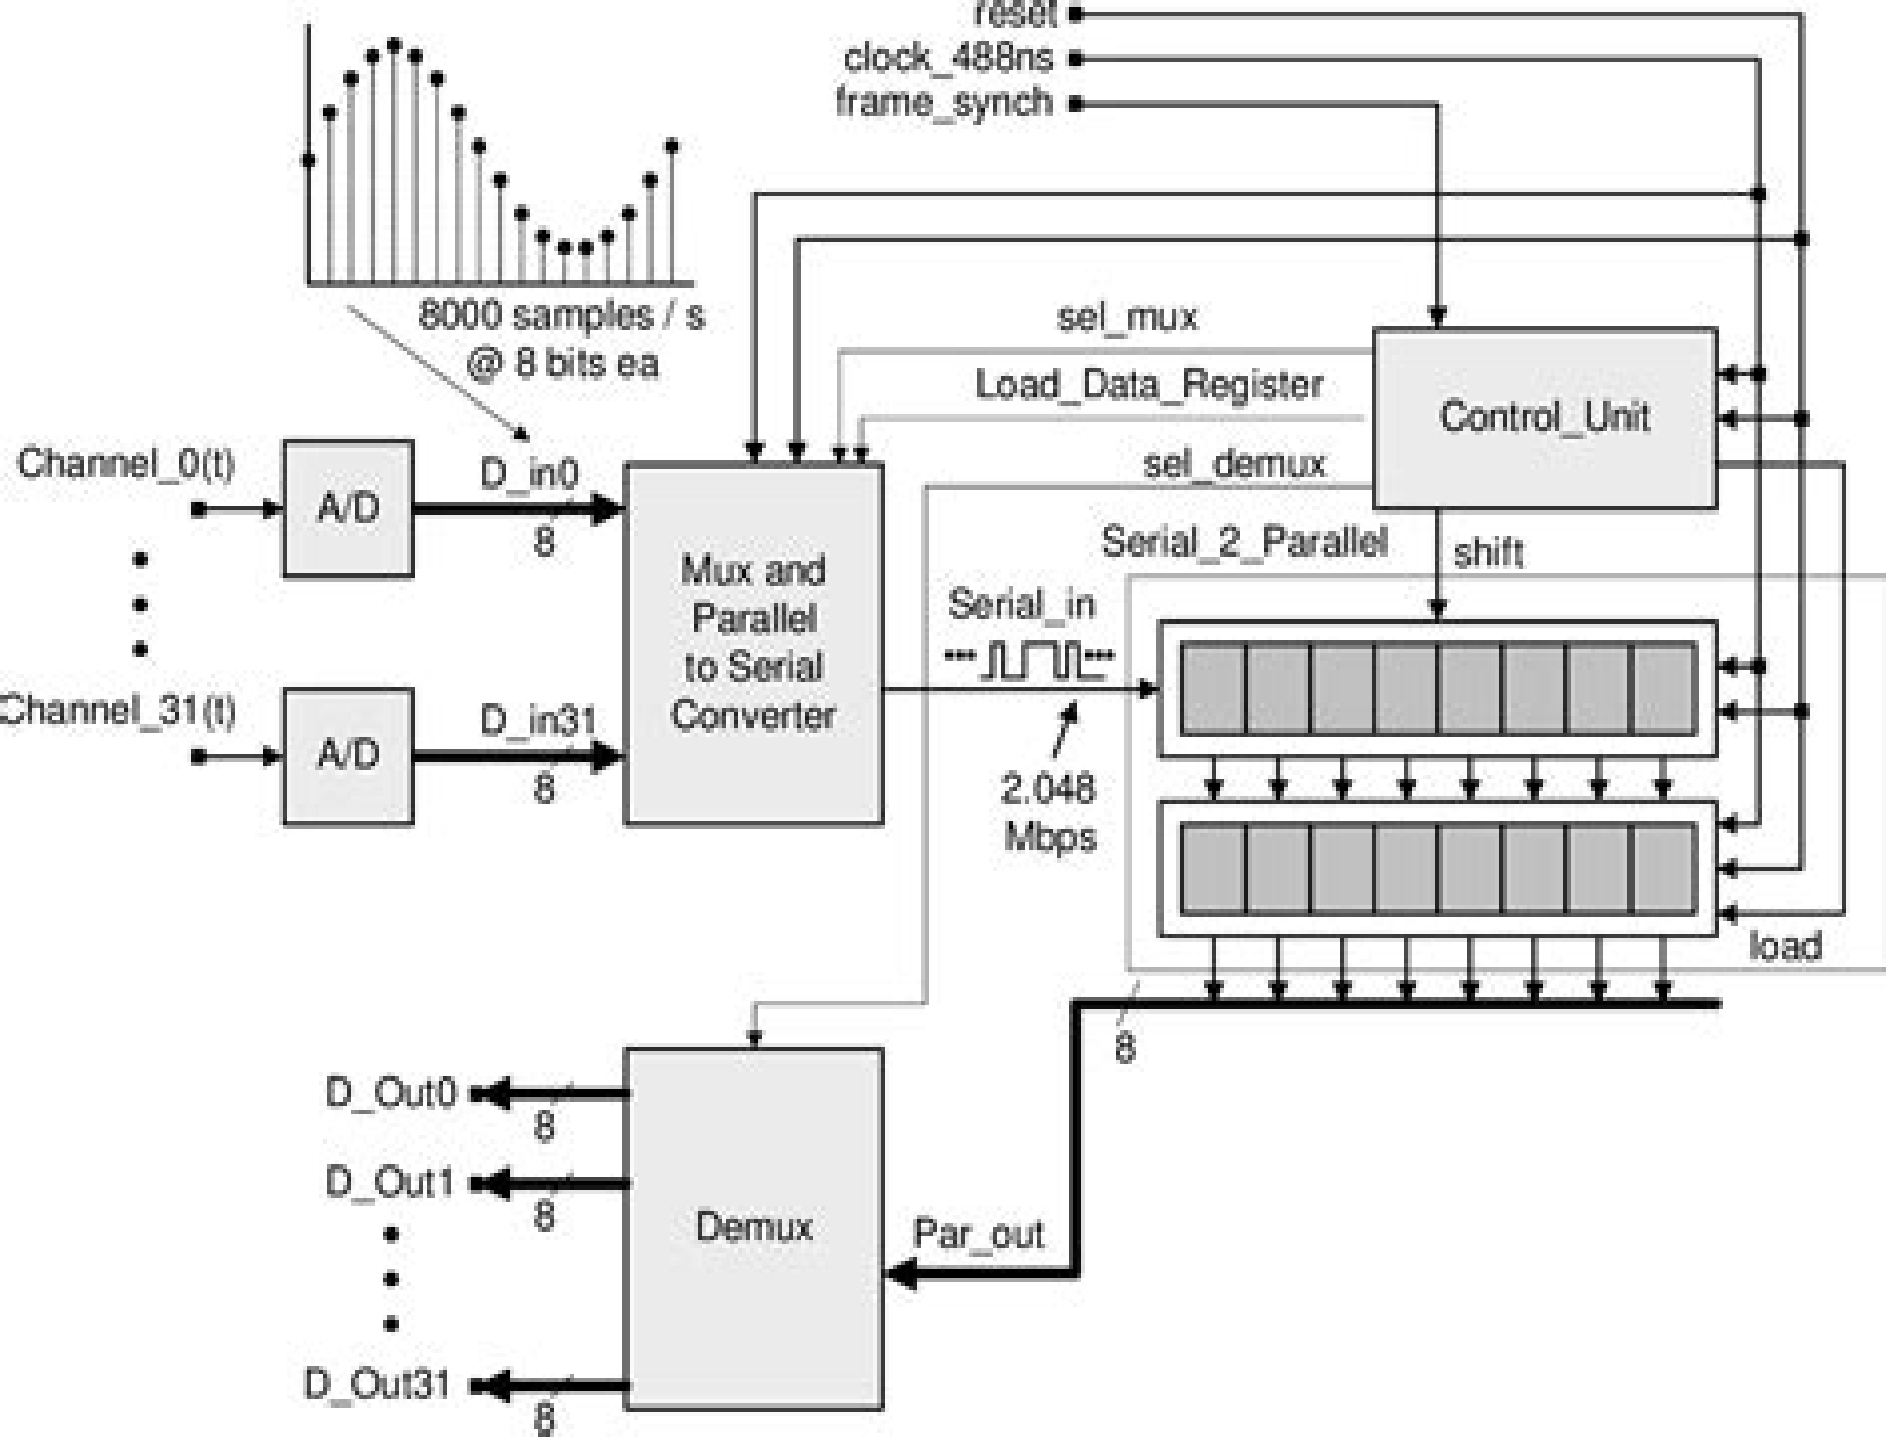 reset
clock_488ns
frame_synch
8000 samples / s
@ 8 bits ea
sel_mux
Load_Data_Register
Control_Unit
sel_demux
Channel_0(t)
A/D
D_in0
8
Serial_2_Parallel
shift
Mux and
Parallel
to Serial
Converter
Serial_in
Channel_31(t)
A/D
D_in31
8
2.048
Mbps
load
8
D_Out0
8
D_Out1
8
Demux
Par_out
D_Out31
8